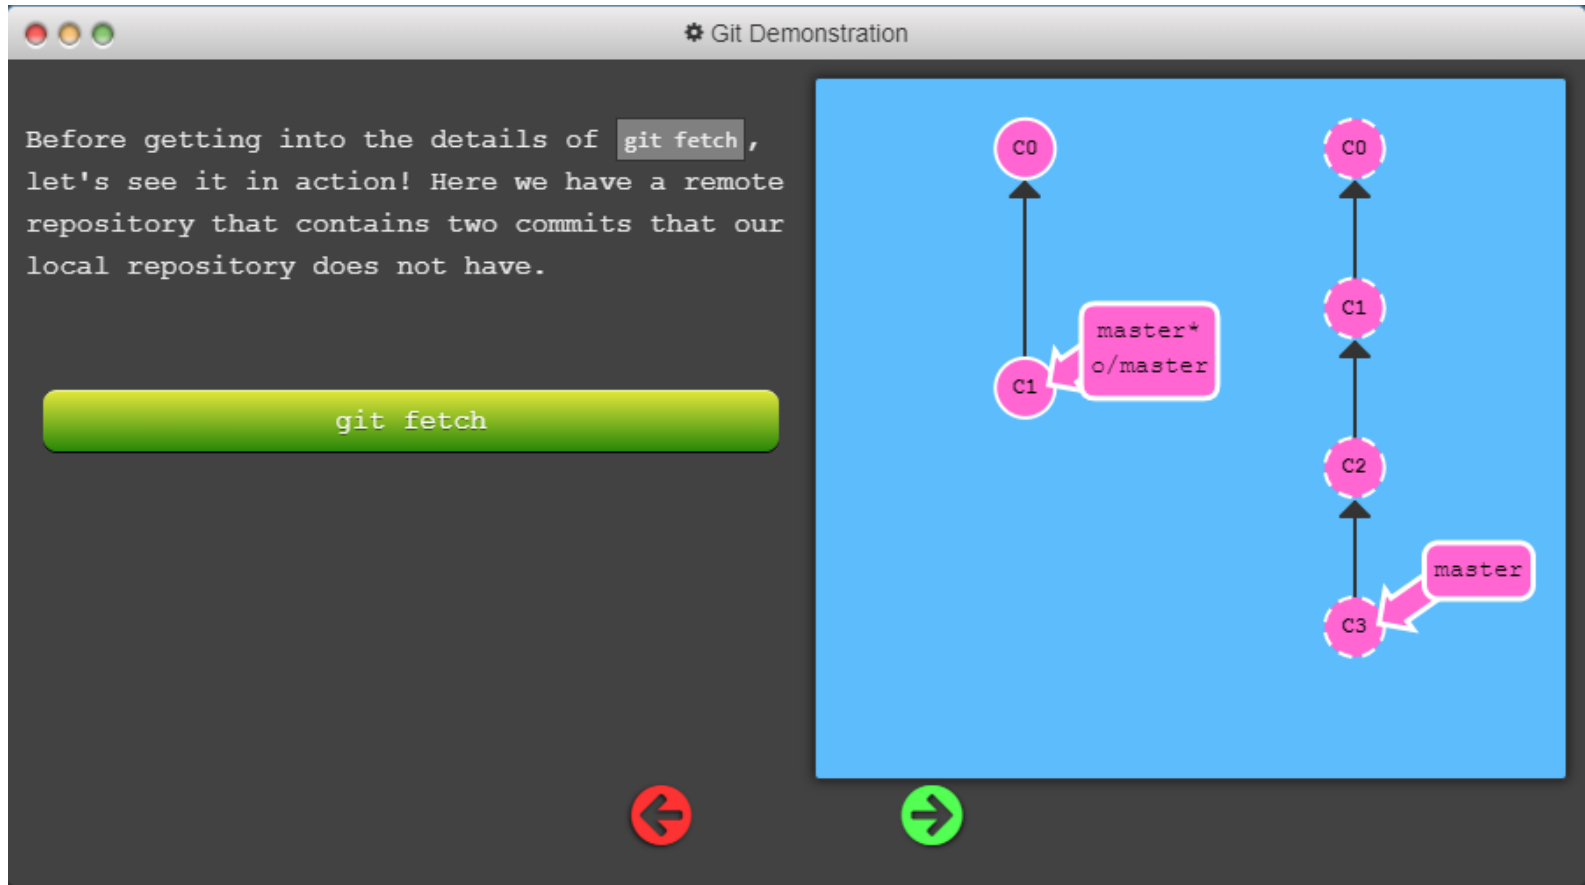 Git Demonstration
Before getting into the details of git fetch,
let's see it in action! Here we have a remote
repository that contains two commits that our
local repository does not have.
git fetch
C0
C1
master*
o/master
C0
C1
C2
C3
master